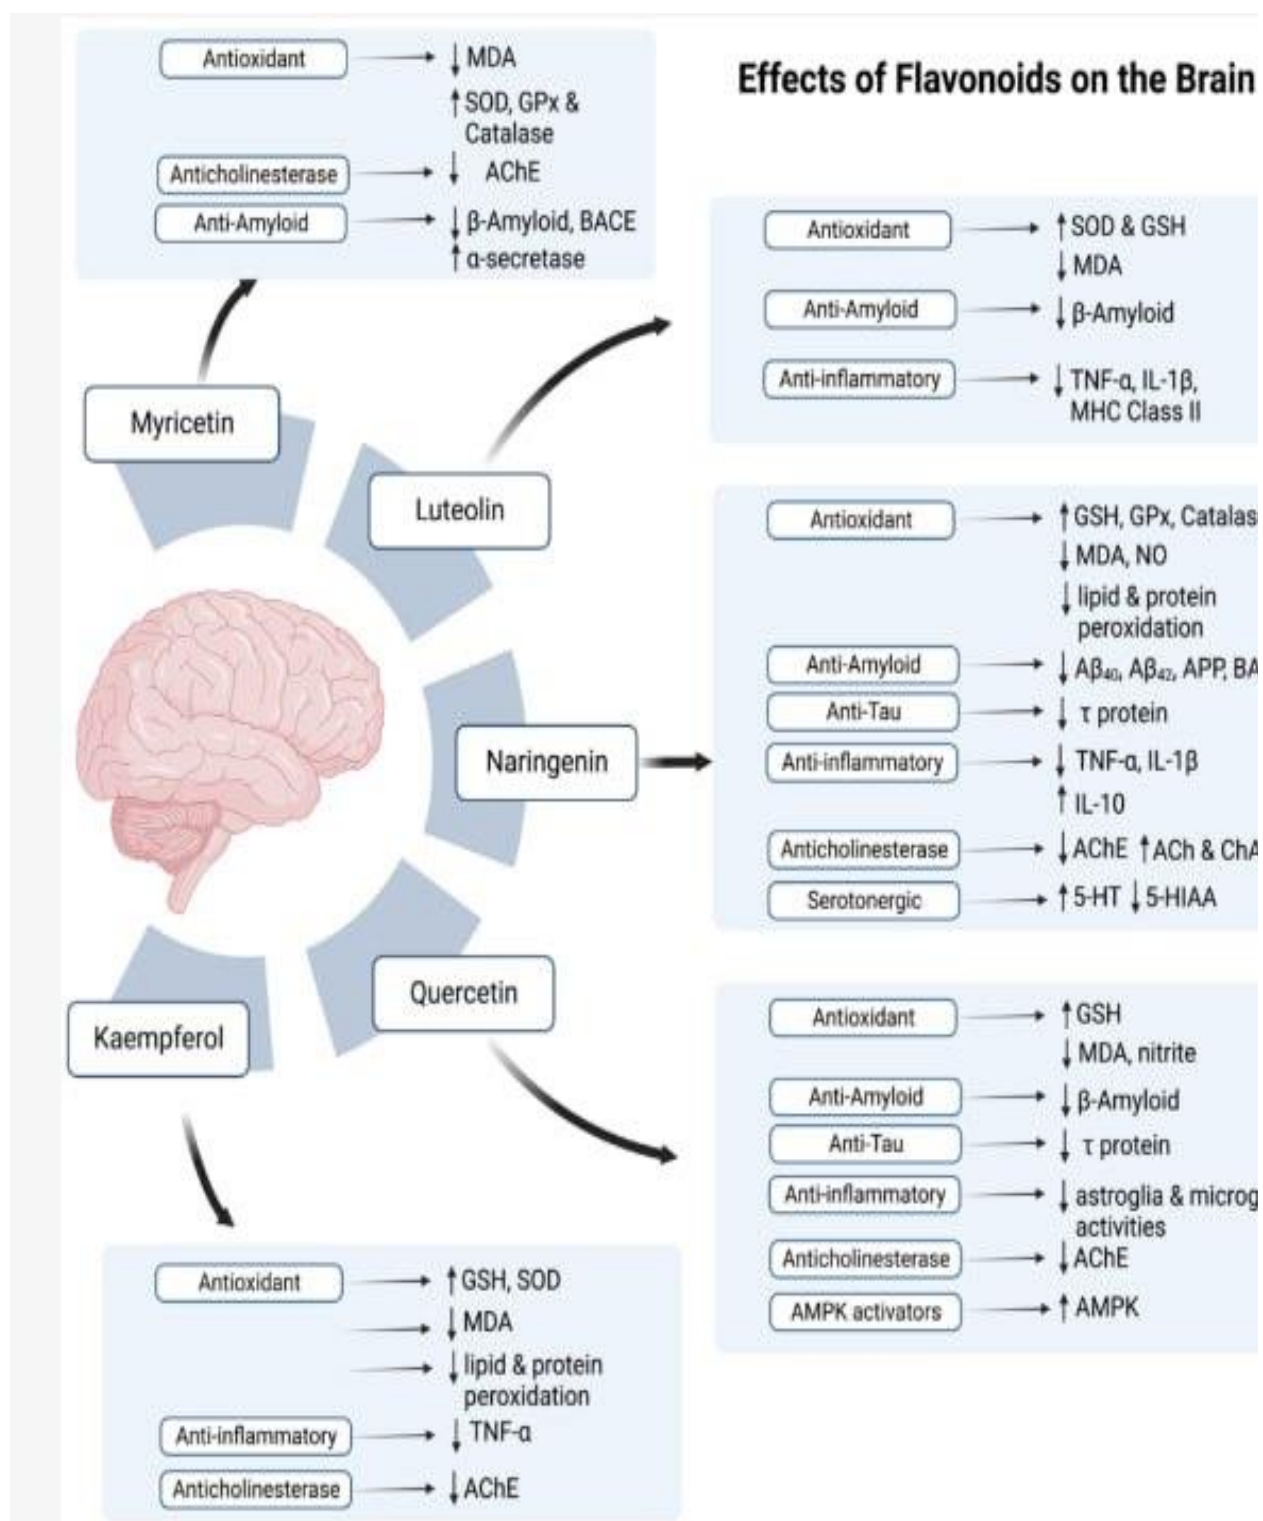 Effects of Flavonoids on the Brain
Antioxidant ↓ MDA
↑ SOD, GPx &
Catalase
Anticholinesterase ↓ AChE
Anti-Amyloid ↓ β-Amyloid, BACE
↑ α-secretase
Myricetin
Antioxidant ↑ SOD & GSH
↓ MDA
Anti-Amyloid ↓ β-Amyloid
Anti-inflammatory ↓ TNF-α, IL-1β,
MHC Class II
Luteolin
Antioxidant ↑ GSH, GPx,
↓ MDA, NO
↓ lipid & protein
peroxidation
Anti-Amyloid ↓ Aβ₄₀, Aβ₄₂, APP,
Anti-Tau ↓ τ protein
Anti-inflammatory ↓ TNF-α, IL-1β
↑ IL-10
Anticholinesterase ↓ AChE ↑ ACh &
Serotonergic ↑ 5-HT ↓ 5-HIAA
Naringenin
Antioxidant ↑ GSH
↓ MDA, nitrite
Anti-Amyloid ↓ β-Amyloid
Anti-Tau ↓ τ protein
Anti-inflammatory ↓ astroglia &
activities
Anticholinesterase ↓ AChE
AMPK activators ↑ AMPK
Quercetin
Kaempferol
Antioxidant ↑ GSH, SOD
↓ MDA
↓ lipid & protein
peroxidation
Anti-inflammatory ↓ TNF-α
Anticholinesterase ↓ AChE